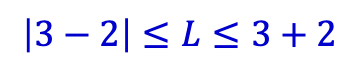 |3 − 2| ≤ L ≤ 3 + 2